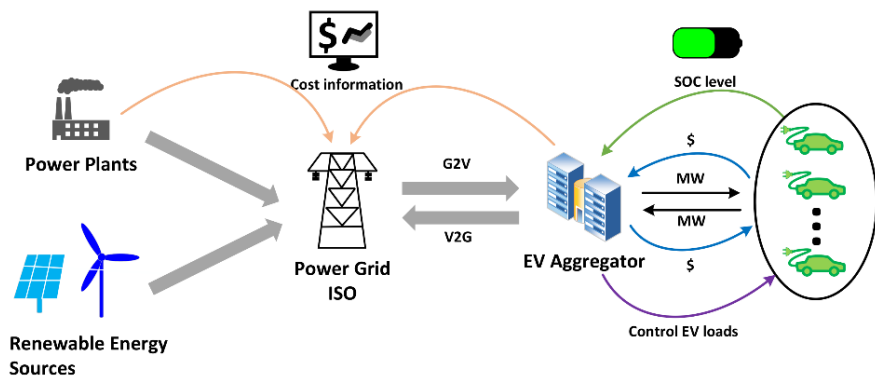 $
Cost information
SOC level
Power Plants
G2V
V2G
Power Grid
ISO
$
MW
MW
$
EV Aggregator
Control EV loads
Renewable Energy
Sources